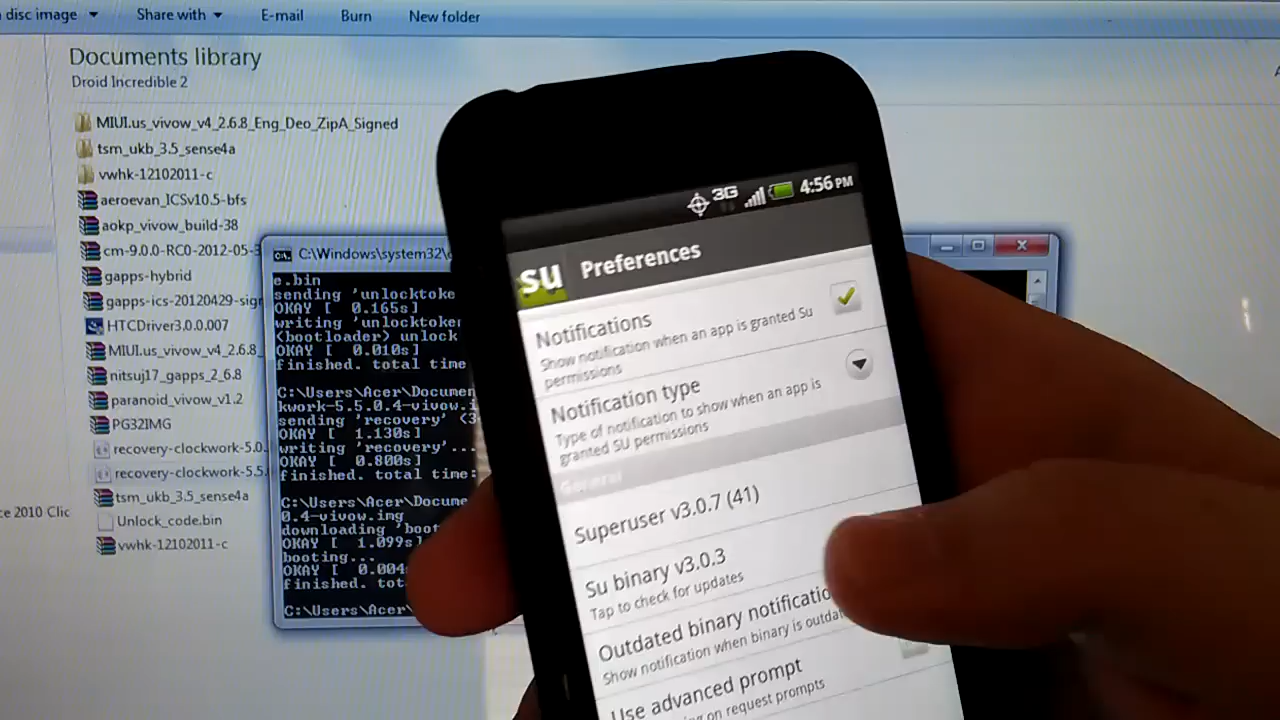 disc image
Share with
E-mail
Burn
New folder
Documents library
Droid Incredible 2
MIUI.us_vivow_v4_2.6.8_Eng_Deo_ZipA_Signed
tsm_ukb_3.5_sense4a
vwhk-12102011-c
aeroevan_ICSv10.5-bfs
aokp_vivow_build-38
cm-9.0.0-RC0-2012-05-3
gapps-hybrid
gapps-ics-20120429-sig
HTCDriver3.0.0.007
MIUI.us_vivow_v4_2.6.8_
nitsuj17_gapps_2_6.8
paranoid_vivow_v1.2
PG32IMG
recovery-clockwork-5.0.
recovery-clockwork-5.5.
tsm_ukb_3.5_sense4a
Unlock_code.bin
vwhk-12102011-c
ce 2010 Clic
C:\Windows\system32\
e.bin
sending 'unlocktoke
OKAY [ 0.165s]
writing 'unlocktoker
(bootloader) unlock
OKAY [ 0.010s]
finished. total time
C:\Users\Acer\Documen
kwork-5.5.0.4-vivow.i
sending 'recovery' (3
OKAY [ 1.130s]
writing 'recovery'...
OKAY [ 0.800s]
finished. total time:
C:\Users\Acer\Docume
0.4-vivow.img
downloading 'boot
OKAY [ 1.099s]
booting...
OKAY [ 0.004
finished. tot
C:\Users\Acer\
3G
4:56 PM
su
Preferences
Notifications
Show notification when an app is granted Su
permissions
Notification type
Type of notification to show when an app is
granted SU permissions
General
Superuser v3.0.7 (41)
Su binary v3.0.3
Tap to check for updates
Outdated binary notificatio
Show notification when binary is outda
Use advanced prompt
on request prompts